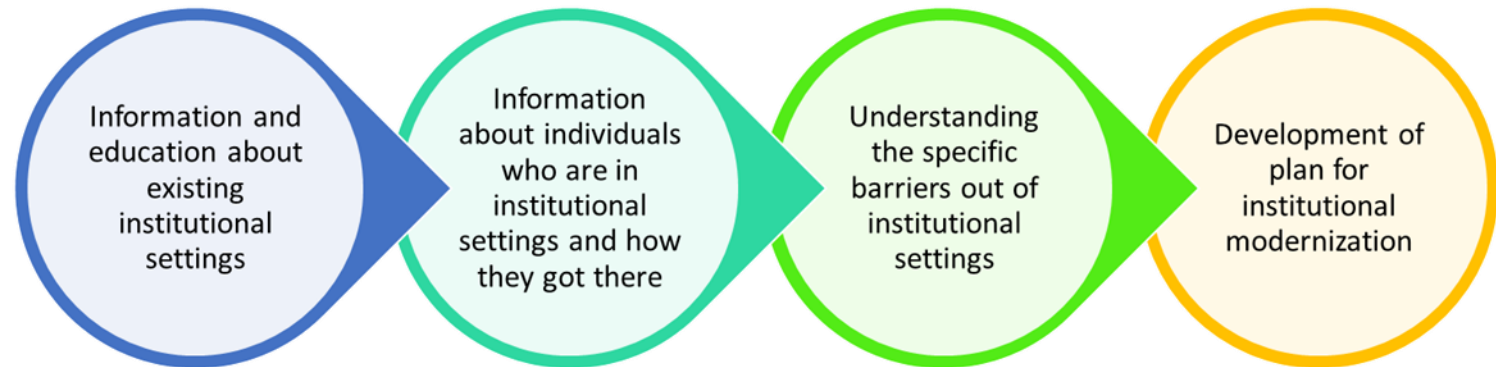 Information and
education about
existing
institutional
settings
Information
about individuals
who are in
institutional
settings and how
they got there
Understanding
the specific
barriers out of
institutional
settings
Development of
plan for
institutional
modernization